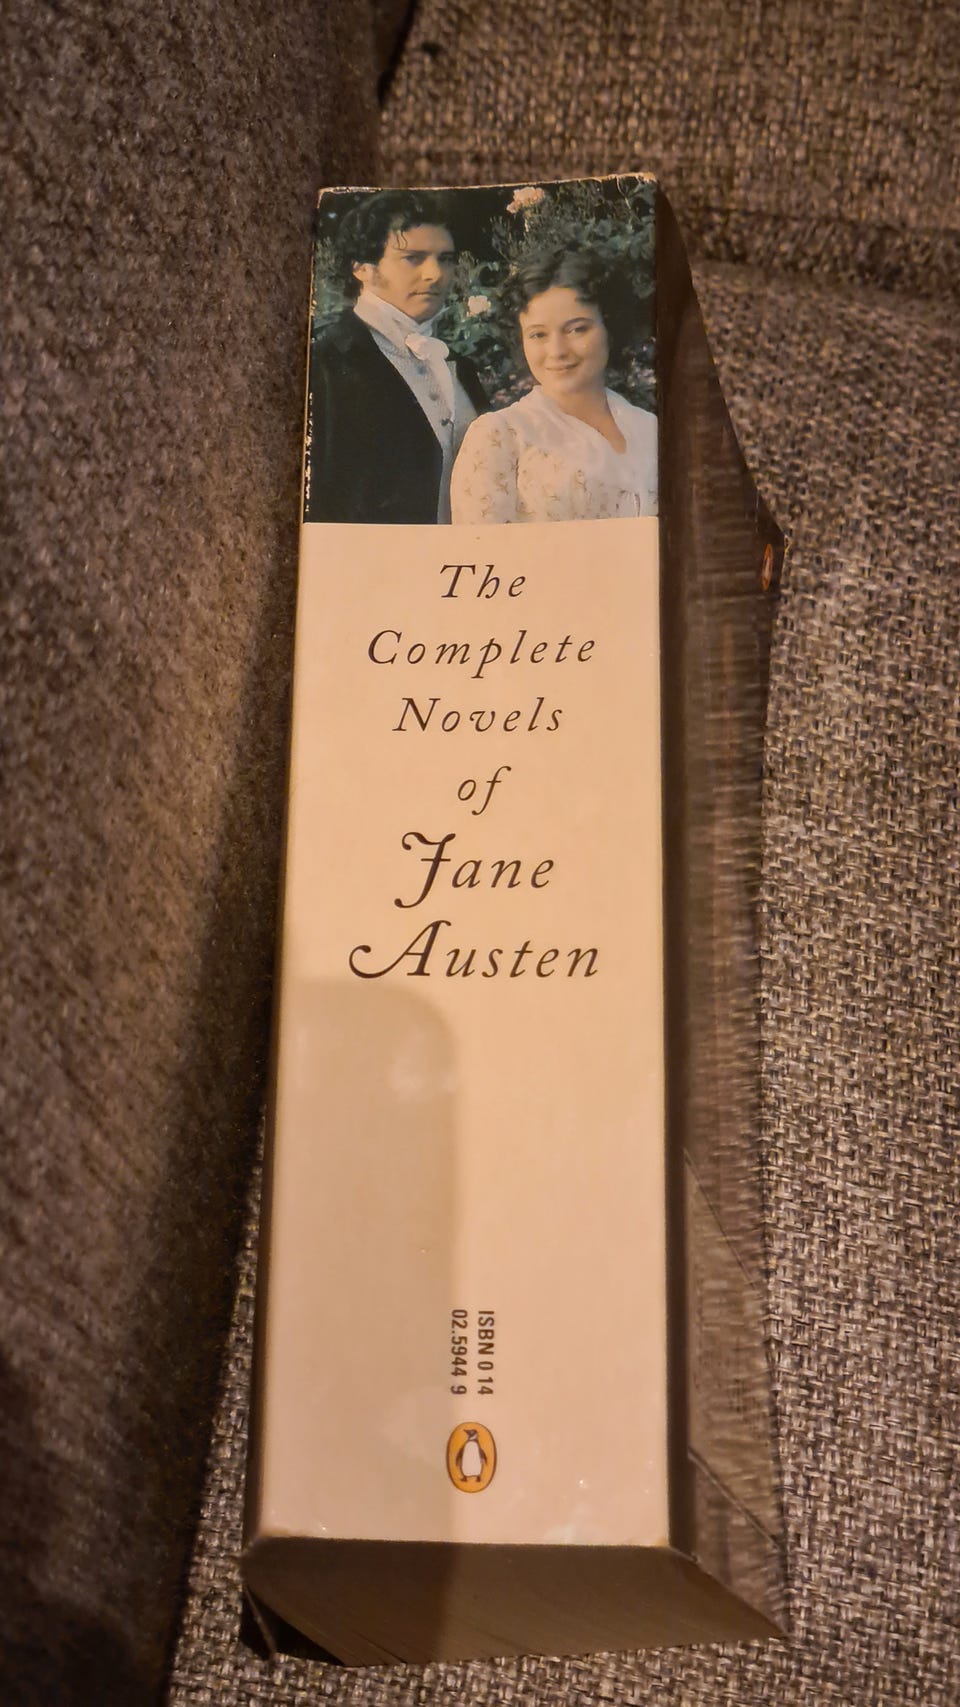 The
Complete
Novels
of
Jane
Austen
ISBN 0 14
02.5944 9